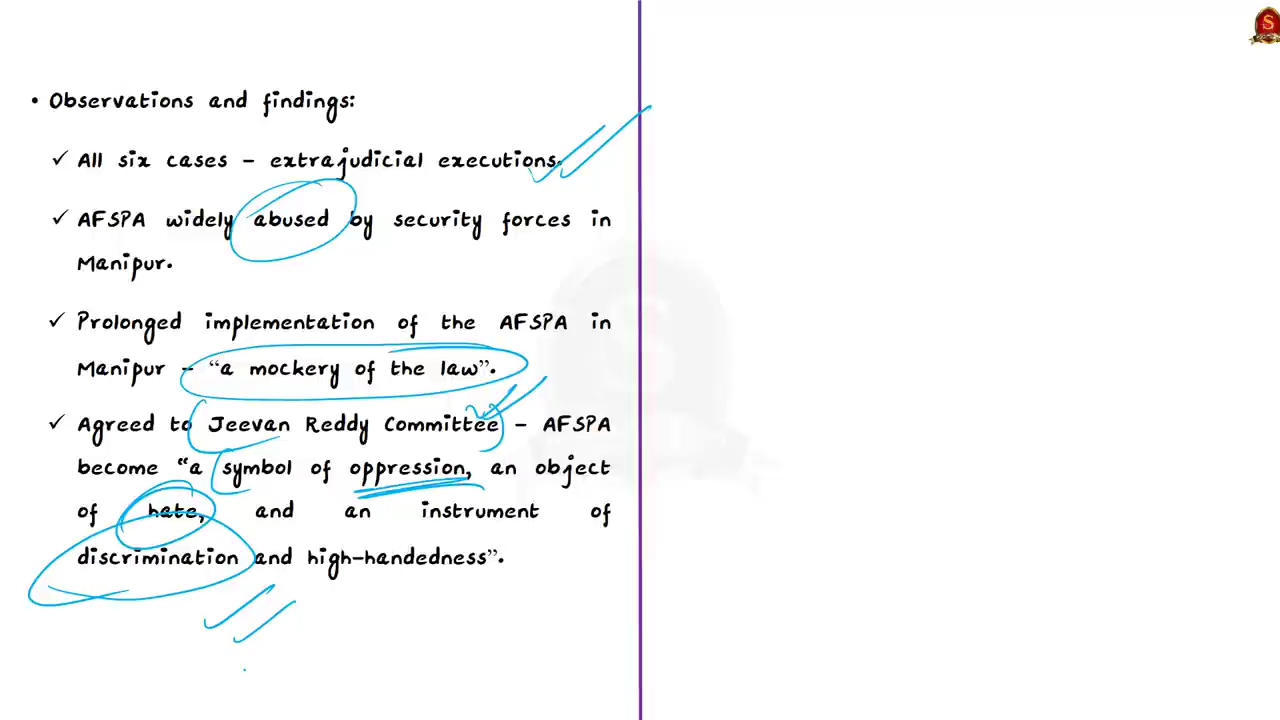 • Observations and findings:
✓ All six cases – extrajudicial executions.
✓ AFSPA widely abused by security forces in
Manipur.
✓ Prolonged implementation of the AFSPA in
Manipur – “a mockery of the law”.
✓ Agreed to Jeevan Reddy Committee – AFSPA
become “a symbol of oppression, an object
of hate, and an instrument of
discrimination and high-handedness”.
S